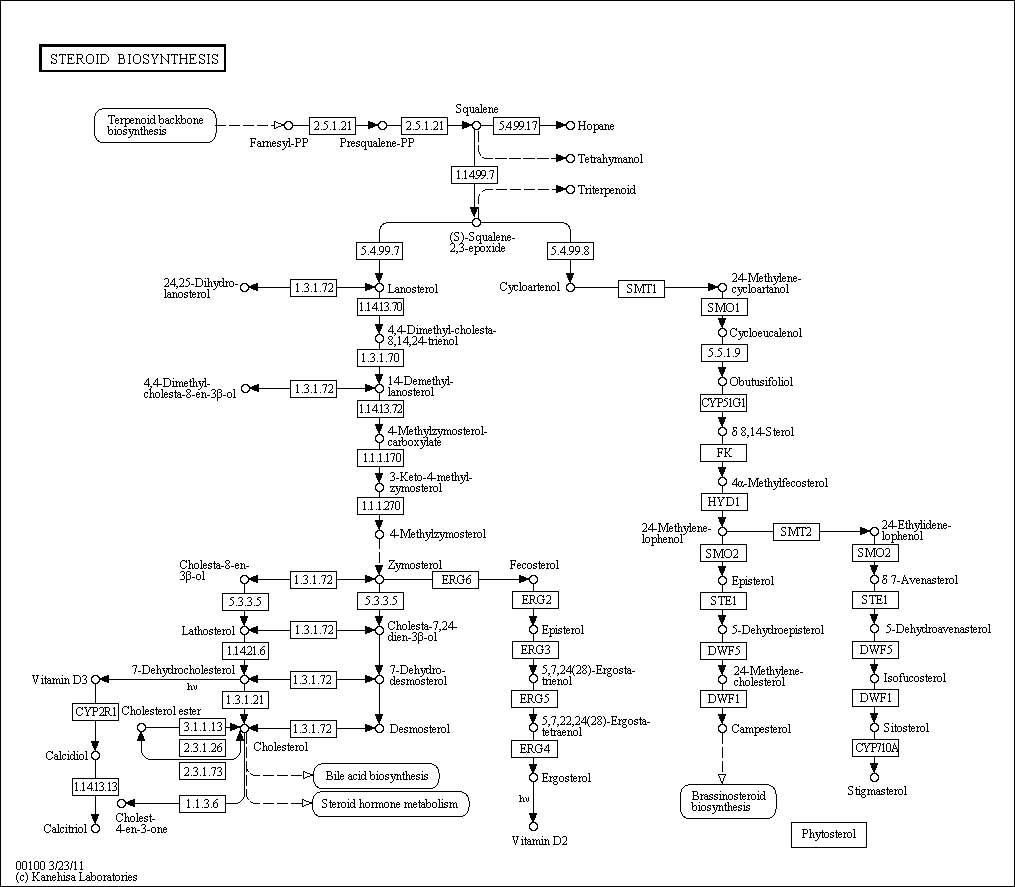 STEROID BIOSYNTHESIS
Squalene
Terpenoid backbone
biosynthesis
2.5.1.21
2.5.1.21
5.4.99.17
Hopane
Farnesyl-PP
Presqualene-PP
Tetrahymanol
1.14.99.7
Triterpenoid
(S)-Squalene-
2,3-epoxide
5.4.99.7
5.4.99.8
24,25-Dihydro-
lanosterol
1.3.1.72
Lanosterol
Cycloartenol
SMT1
24-Methylene-
cycloartanol
1.14.13.70
SMO1
4,4-Dimethyl-cholesta-
8,14,24-trienol
Cycloeucalenol
1.3.1.70
5.5.1.9
4,4-Dimethyl-
cholesta-8-en-3β-ol
1.3.1.72
14-Demethyl-
lanosterol
Obutusifoliol
1.14.13.72
CYP51G1
4-Methylzymosterol-
carboxylate
δ 8,14-Sterol
1.1.1.170
FK
3-Keto-4-methyl-
zymosterol
4α-Methylfecosterol
1.1.1.270
HYD1
4-Methylzymosterol
24-Methylene-
lophenol
SMT2
24-Ethylidene-
lophenol
SMO2
SMO2
Cholesta-8-en-
3β-ol
1.3.1.72
Zymosterol
ERG6
Fecosterol
Episterol
δ 7-Avenasterol
5.3.3.5
5.3.3.5
ERG2
STE1
STE1
Lathosterol
1.3.1.72
Cholesta-7,24-
dien-3β-ol
Episterol
5-Dehydroepisterol
5-Dehydroavenasterol
1.14.21.6
ERG3
DWF5
DWF5
Vitamin D3
7-Dehydrocholesterol
hν
1.3.1.72
7-Dehydro-
desmosterol
5,7,24(28)-Ergosta-
trienol
24-Methylene-
cholesterol
Isofucosterol
1.3.1.21
ERG5
DWF1
DWF1
CYP2R1
Cholesterol ester
3.1.1.13
1.3.1.72
Desmosterol
5,7,22,24(28)-Ergosta-
tetraenol
Campesterol
Sitosterol
2.3.1.26
Cholesterol
ERG4
CYP710A
Calcidiol
2.3.1.73
Bile acid biosynthesis
Ergosterol
Stigmasterol
1.14.13.13
1.1.3.6
Steroid hormone metabolism
hν
Brassinosteroid
biosynthesis
Calcitriol
Cholest-
4-en-3-one
Vitamin D2
Phytosterol
00100 3/23/11
(c) Kanehisa Laboratories